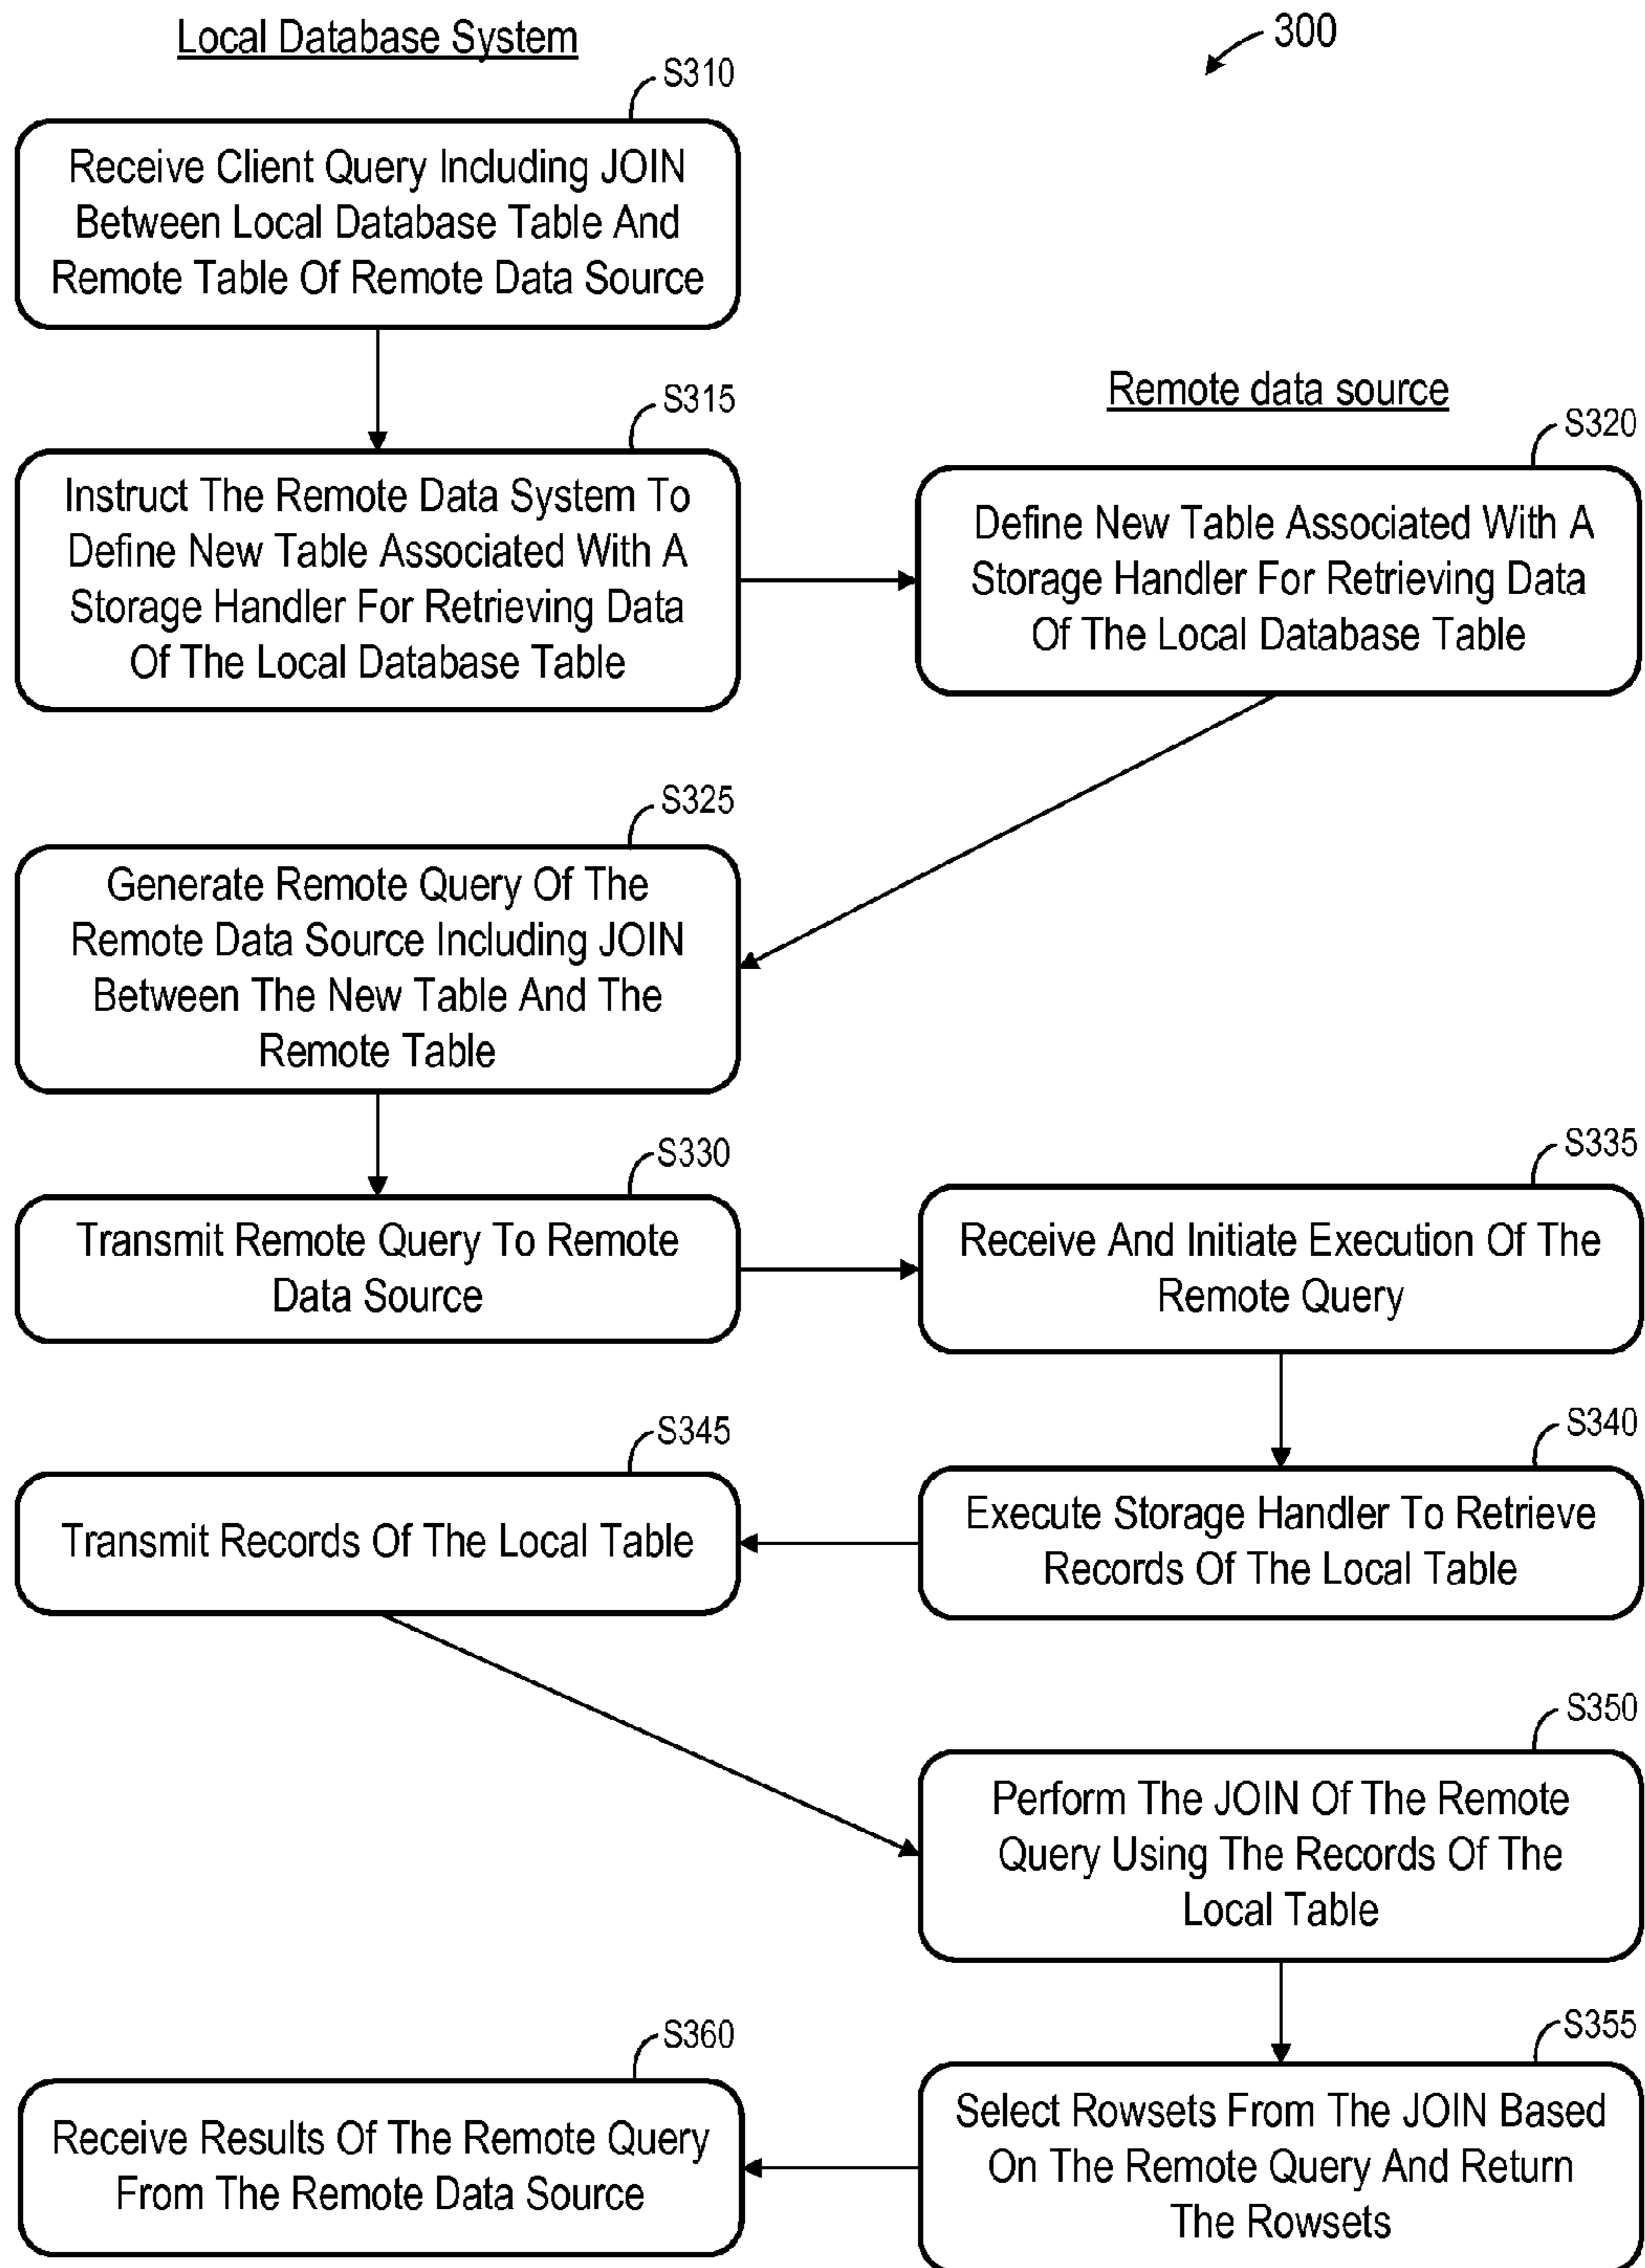 Local Database System
300
S310
Receive Client Query Including JOIN
Between Local Database Table And
Remote Table Of Remote Data Source
S315
Instruct The Remote Data System To
Define New Table Associated With A
Storage Handler For Retrieving Data
Of The Local Database Table
Remote data source
S320
Define New Table Associated With A
Storage Handler For Retrieving Data
Of The Local Database Table
S325
Generate Remote Query Of The
Remote Data Source Including JOIN
Between The New Table And The
Remote Table
S330
Transmit Remote Query To Remote
Data Source
S335
Receive And Initiate Execution Of The
Remote Query
S340
Execute Storage Handler To Retrieve
Records Of The Local Table
S345
Transmit Records Of The Local Table
S350
Perform The JOIN Of The Remote
Query Using The Records Of The
Local Table
S355
Select Rowsets From The JOIN Based
On The Remote Query And Return
The Rowsets
S360
Receive Results Of The Remote Query
From The Remote Data Source